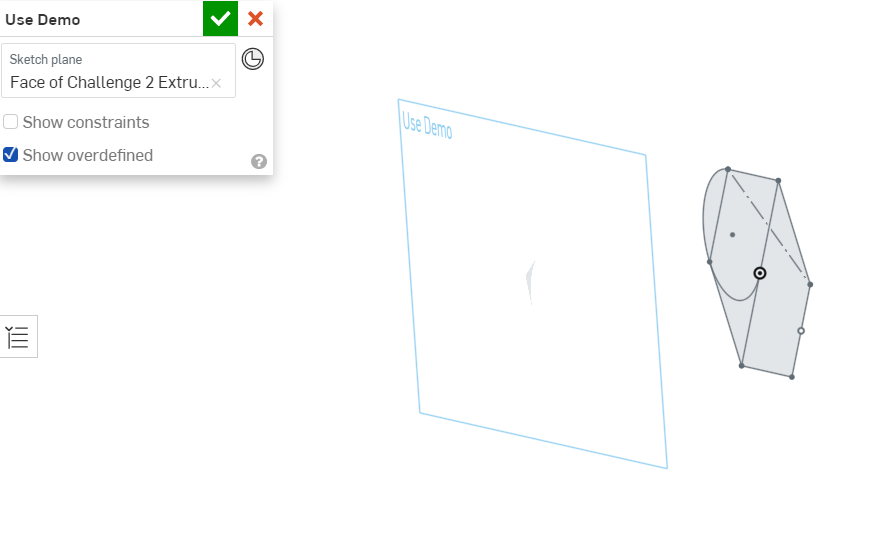 Use Demo
Sketch plane
Face of Challenge 2 Extru...
Show constraints
Show overdefined
Use Demo